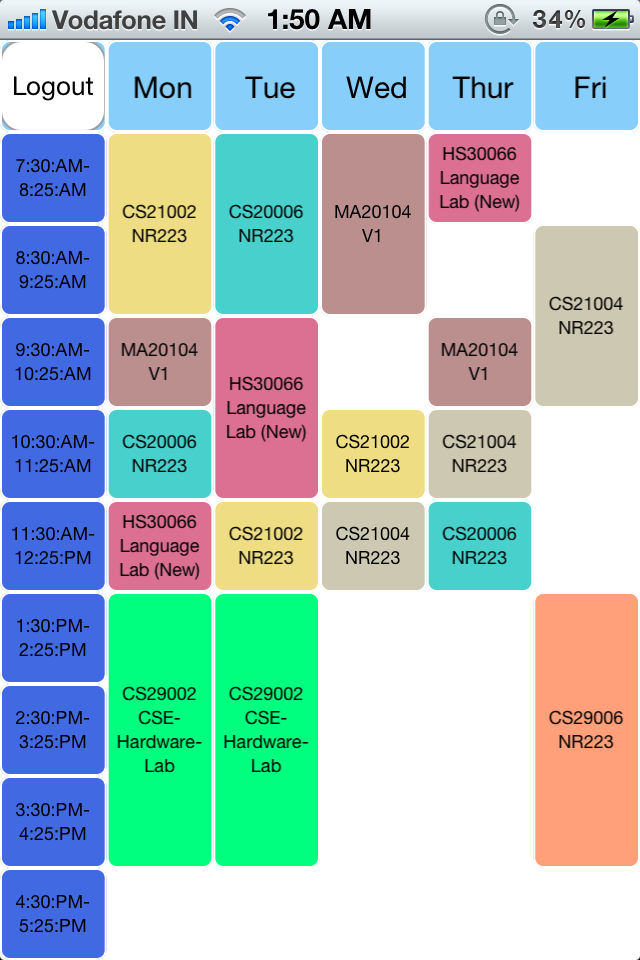 Vodafone IN 1:50 AM 34%
Logout Mon Tue Wed Thur Fri
7:30:AM-
8:25:AM
CS21002
NR223
CS20006
NR223
MA20104
V1
HS30066
Language
Lab (New)
8:30:AM-
9:25:AM
CS21004
NR223
9:30:AM-
10:25:AM
MA20104
V1
HS30066
Language
Lab (New)
MA20104
V1
10:30:AM-
11:25:AM
CS20006
NR223
CS21002
NR223
CS21004
NR223
11:30:AM-
12:25:PM
HS30066
Language
Lab (New)
CS21002
NR223
CS21004
NR223
CS20006
NR223
1:30:PM-
2:25:PM
CS29002
CSE-
Hardware-
Lab
CS29002
CSE-
Hardware-
Lab
CS29006
NR223
2:30:PM-
3:25:PM
3:30:PM-
4:25:PM
4:30:PM-
5:25:PM